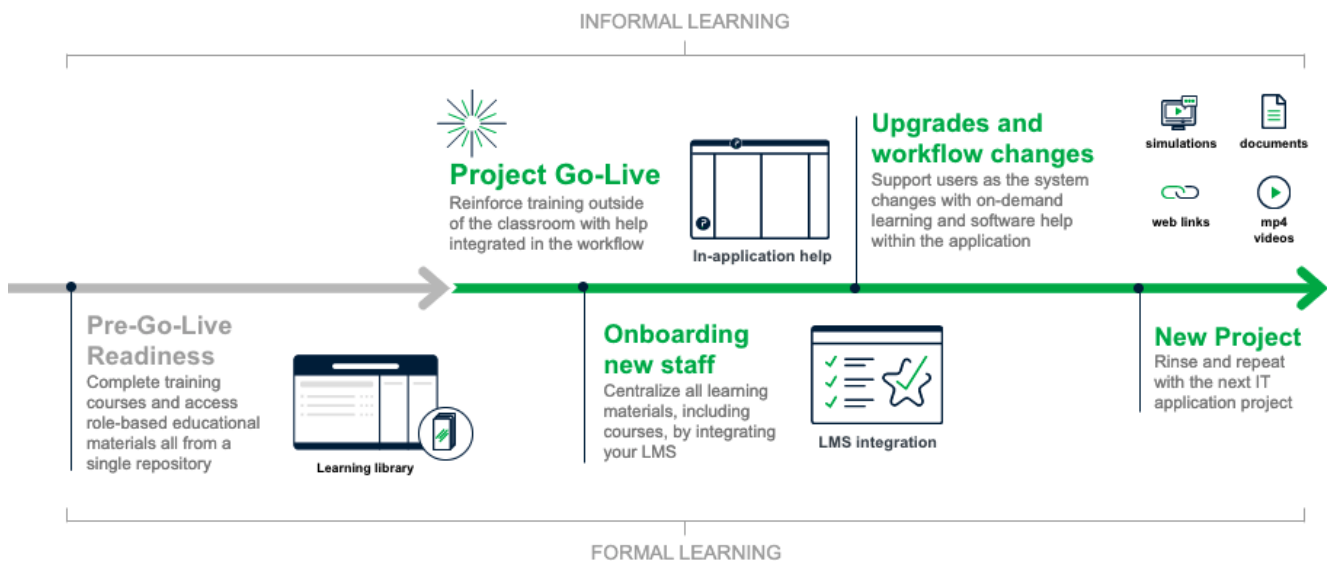 INFORMAL LEARNING
Project Go-Live
Reinforce training outside
of the classroom with help
integrated in the workflow
In-application help
Upgrades and
workflow changes
Support users as the system
changes with on-demand
learning and software help
within the application
simulations
documents
web links
mp4
videos
Pre-Go-Live
Readiness
Complete training
courses and access
role-based educational
materials all from a
single repository
Learning library
Onboarding
new staff
Centralize all learning
materials, including
courses, by integrating
your LMS
LMS integration
New Project
Rinse and repeat
with the next IT
application project
FORMAL LEARNING